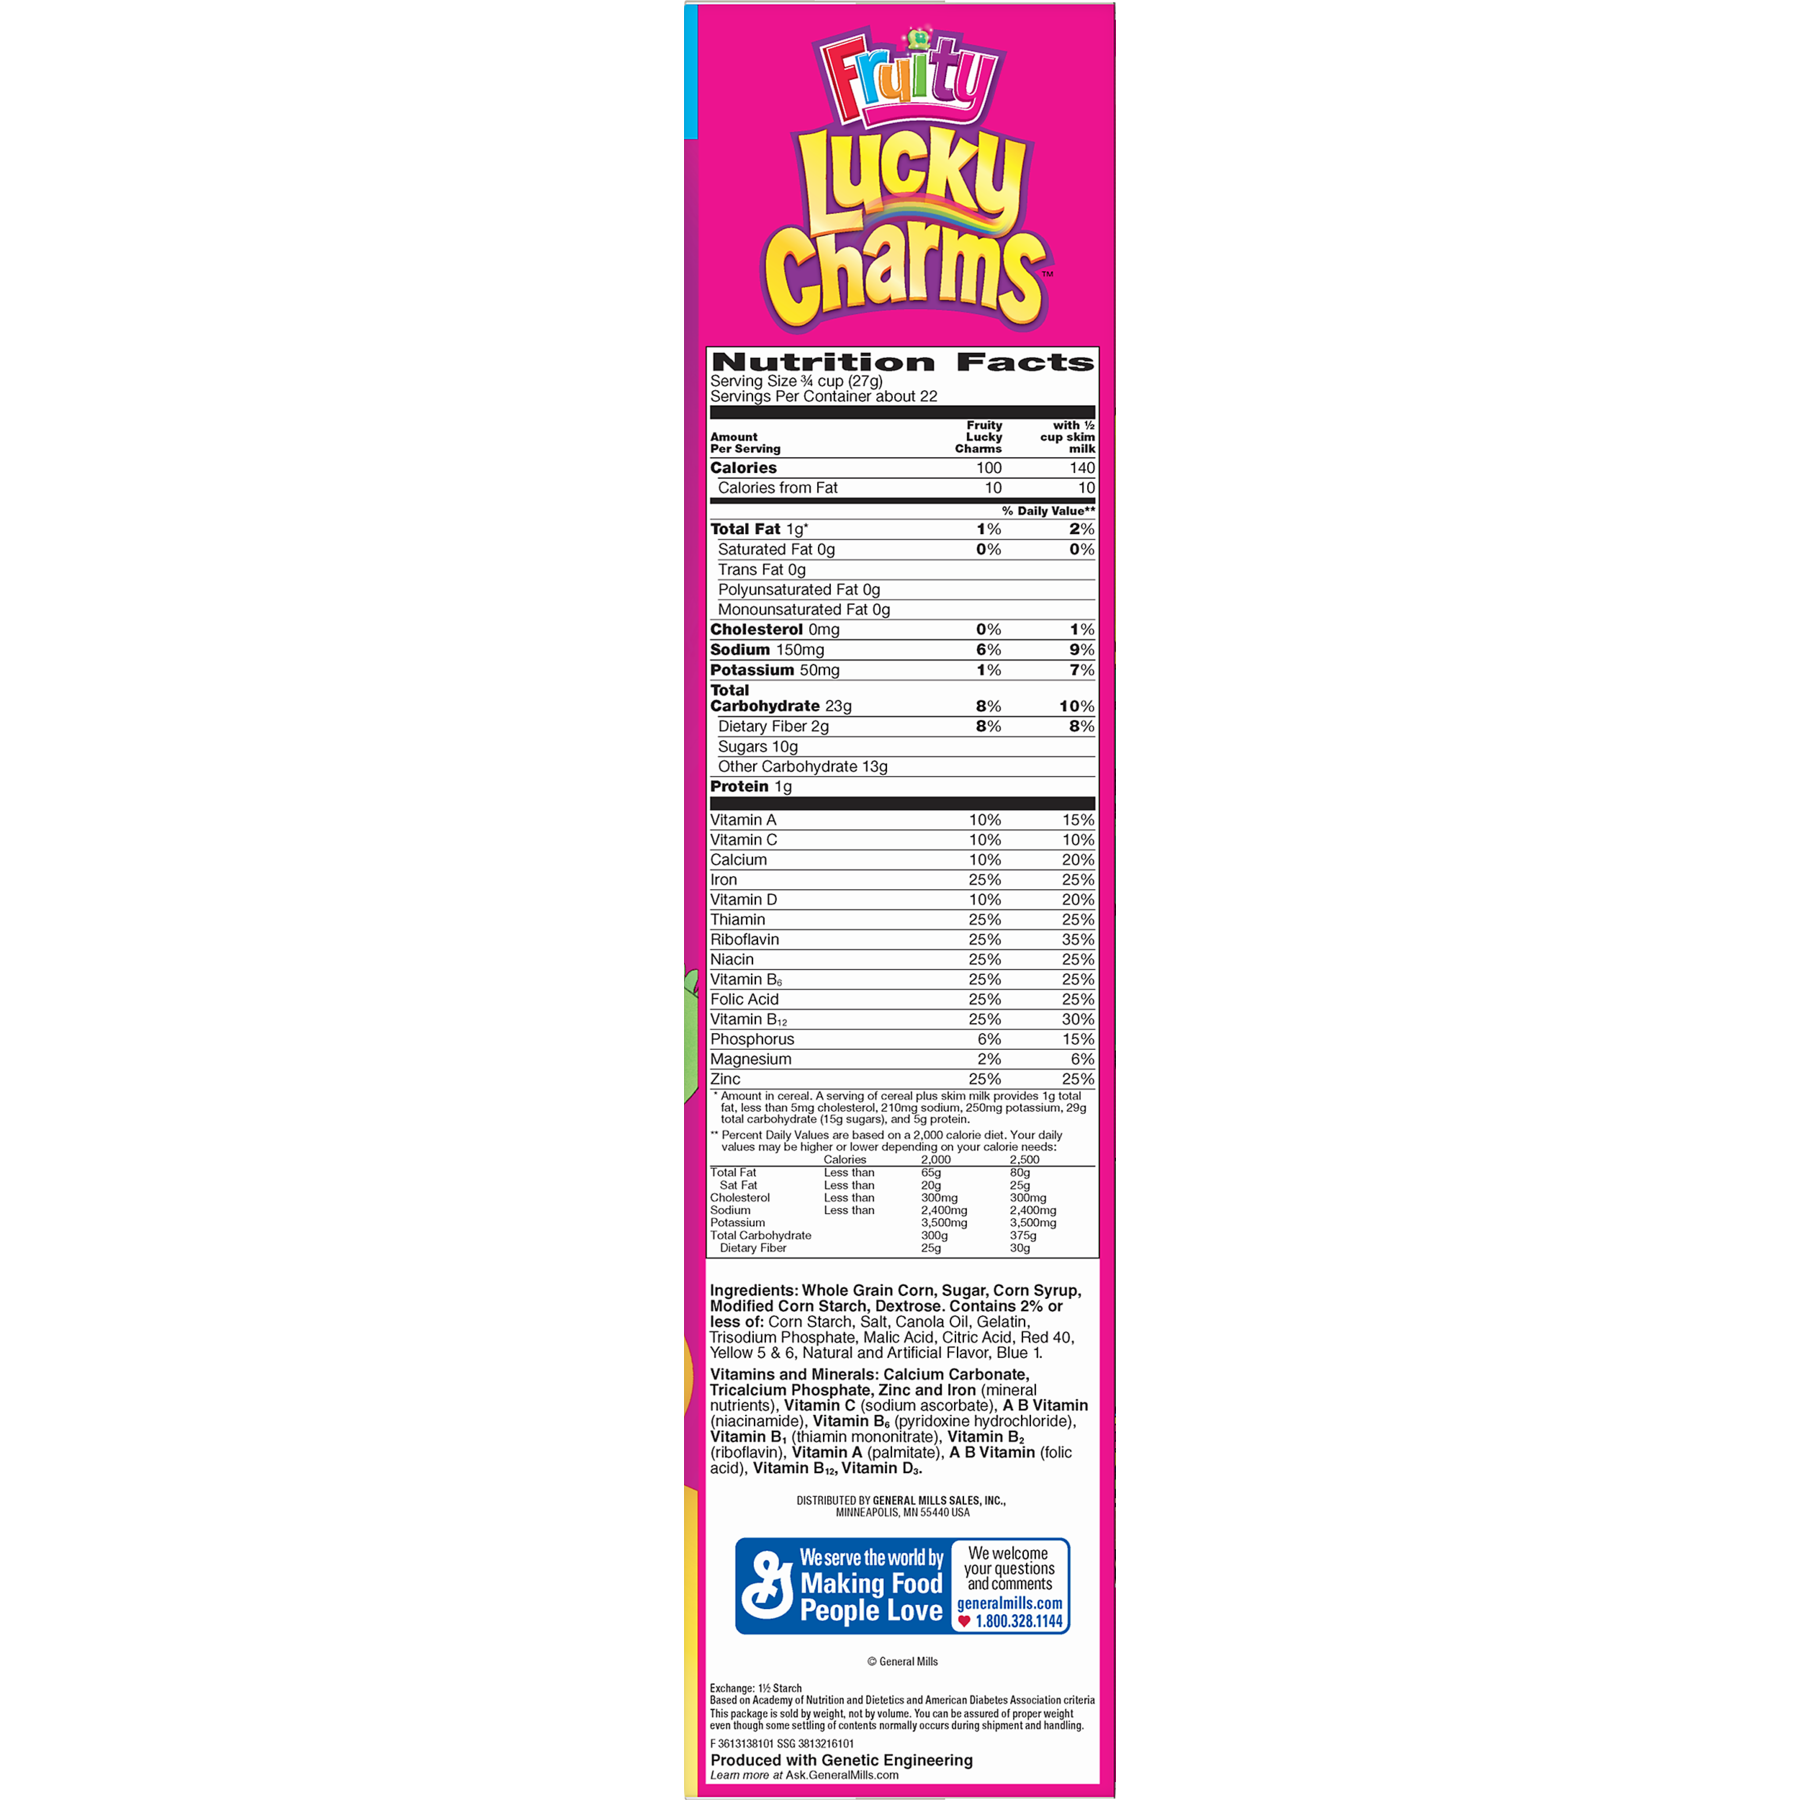 Fruity
Lucky
Charms™
Nutrition Facts
Serving Size ¾ cup (27g)
Servings Per Container about 22
Amount Per Serving Fruity Lucky Charms with ½ cup skim milk
Calories 100 140
Calories from Fat 10 10
% Daily Value**
Total Fat 1g* 1% 2%
Saturated Fat 0g 0% 0%
Trans Fat 0g
Polyunsaturated Fat 0g
Monounsaturated Fat 0g
Cholesterol 0mg 0% 1%
Sodium 150mg 6% 9%
Potassium 50mg 1% 7%
Total
Carbohydrate 23g 8% 10%
Dietary Fiber 2g 8% 8%
Sugars 10g
Other Carbohydrate 13g
Protein 1g
Vitamin A 10% 15%
Vitamin C 10% 10%
Calcium 10% 20%
Iron 25% 25%
Vitamin D 10% 20%
Thiamin 25% 25%
Riboflavin 25% 35%
Niacin 25% 25%
Vitamin B₆ 25% 25%
Folic Acid 25% 25%
Vitamin B₁₂ 25% 30%
Phosphorus 6% 15%
Magnesium 2% 6%
Zinc 25% 25%
* Amount in cereal. A serving of cereal plus skim milk provides 1g total
fat, less than 5mg cholesterol, 210mg sodium, 250mg potassium, 29g
total carbohydrate (15g sugars), and 5g protein.
** Percent Daily Values are based on a 2,000 calorie diet. Your daily
values may be higher or lower depending on your calorie needs:
Calories 2,000 2,500
Total Fat Less than 65g 80g
Sat Fat Less than 20g 25g
Cholesterol Less than 300mg 300mg
Sodium Less than 2,400mg 2,400mg
Potassium 3,500mg 3,500mg
Total Carbohydrate 300g 375g
Dietary Fiber 25g 30g
Ingredients: Whole Grain Corn, Sugar, Corn Syrup,
Modified Corn Starch, Dextrose. Contains 2% or
less of: Corn Starch, Salt, Canola Oil, Gelatin,
Trisodium Phosphate, Malic Acid, Citric Acid, Red 40,
Yellow 5 & 6, Natural and Artificial Flavor, Blue 1.
Vitamins and Minerals: Calcium Carbonate,
Tricalcium Phosphate, Zinc and Iron (mineral
nutrients), Vitamin C (sodium ascorbate), A B Vitamin
(niacinamide), Vitamin B₆ (pyridoxine hydrochloride),
Vitamin B₁ (thiamin mononitrate), Vitamin B₂
(riboflavin), Vitamin A (palmitate), A B Vitamin (folic
acid), Vitamin B₁₂, Vitamin D₃.
DISTRIBUTED BY GENERAL MILLS SALES, INC.,
MINNEAPOLIS, MN 55440 USA
G
We serve the world by
Making Food
People Love
We welcome
your questions
and comments
generalmills.com
1.800.328.1144
© General Mills
Exchange: 1½ Starch
Based on Academy of Nutrition and Dietetics and American Diabetes Association criteria
This package is sold by weight, not by volume. You can be assured of proper weight
even though some settling of contents normally occurs during shipment and handling.
F 3613138101 SSG 3813216101
Produced with Genetic Engineering
Learn more at Ask.GeneralMills.com